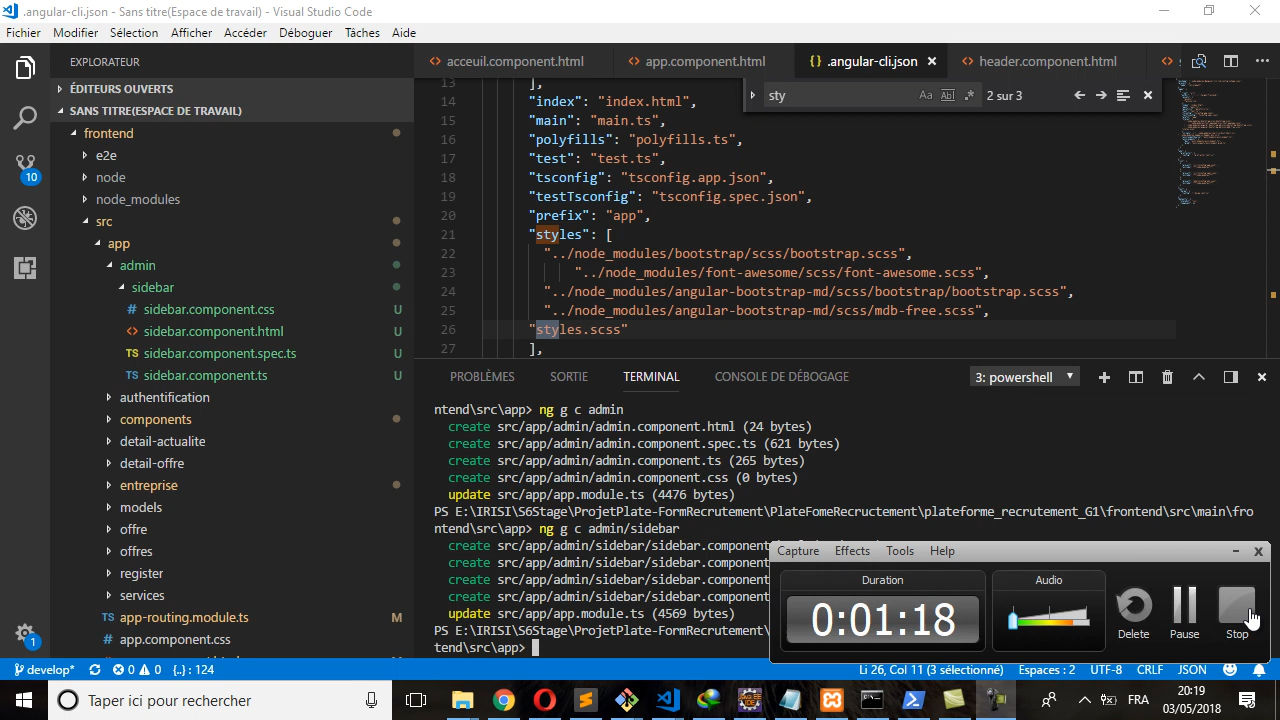 .angular-cli.json - Sans titre(Espace de travail) - Visual Studio Code
Fichier Modifier Sélection Afficher Accéder Déboguer Tâches Aide
EXPLORATEUR
ÉDITEURS OUVERTS
SANS TITRE(ESPACE DE TRAVAIL)
frontend
e2e
node
node_modules
src
app
admin
sidebar
sidebar.component.css U
sidebar.component.html U
sidebar.component.spec.ts U
sidebar.component.ts U
authentification
components
detail-actualite
detail-offre
entreprise
models
offre
offres
register
services
TS app-routing.module.ts M
# app.component.css
10
1
acceuil.component.html app.component.html {} .angular-cli.json header.component.html
sty Aa Ab| .* 2 sur 3
13 ],
14 "index": "index.html",
15 "main": "main.ts",
16 "polyfills": "polyfills.ts",
17 "test": "test.ts",
18 "tsconfig": "tsconfig.app.json",
19 "testTsconfig": "tsconfig.spec.json",
20 "prefix": "app",
21 "styles": [
22 "../node_modules/bootstrap/scss/bootstrap.scss",
23 "../node_modules/font-awesome/scss/font-awesome.scss",
24 "../node_modules/angular-bootstrap-md/scss/bootstrap/bootstrap.scss",
25 "../node_modules/angular-bootstrap-md/scss/mdb-free.scss",
26 "styles.scss"
27 ],
PROBLÈMES SORTIE TERMINAL CONSOLE DE DÉBOGAGE 3: powershell
ntend\src\app> ng g c admin
create src/app/admin/admin.component.html (24 bytes)
create src/app/admin/admin.component.spec.ts (621 bytes)
create src/app/admin/admin.component.ts (265 bytes)
create src/app/admin/admin.component.css (0 bytes)
update src/app/app.module.ts (4476 bytes)
PS E:\IRISI\S6Stage\ProjetPlate-FormRecrutement\PlateFomeRecructement\plateforme_recrutement_G1\frontend\src\main\fro
ntend\src\app> ng g c admin/sidebar
create src/app/admin/sidebar/sidebar.component
create src/app/admin/sidebar/sidebar.component
create src/app/admin/sidebar/sidebar.component
create src/app/admin/sidebar/sidebar.component
update src/app/app.module.ts (4569 bytes)
PS E:\IRISI\S6Stage\ProjetPlate-FormRecrutement\
tend\src\app>
Capture Effects Tools Help
Duration
0:01:18
Audio
Delete Pause Stop
develop* 0 0 {..} : 124 Li 26, Col 11 (3 sélectionné) Espaces : 2 UTF-8 CRLF JSON
Taper ici pour rechercher
FRA
20:19
03/05/2018